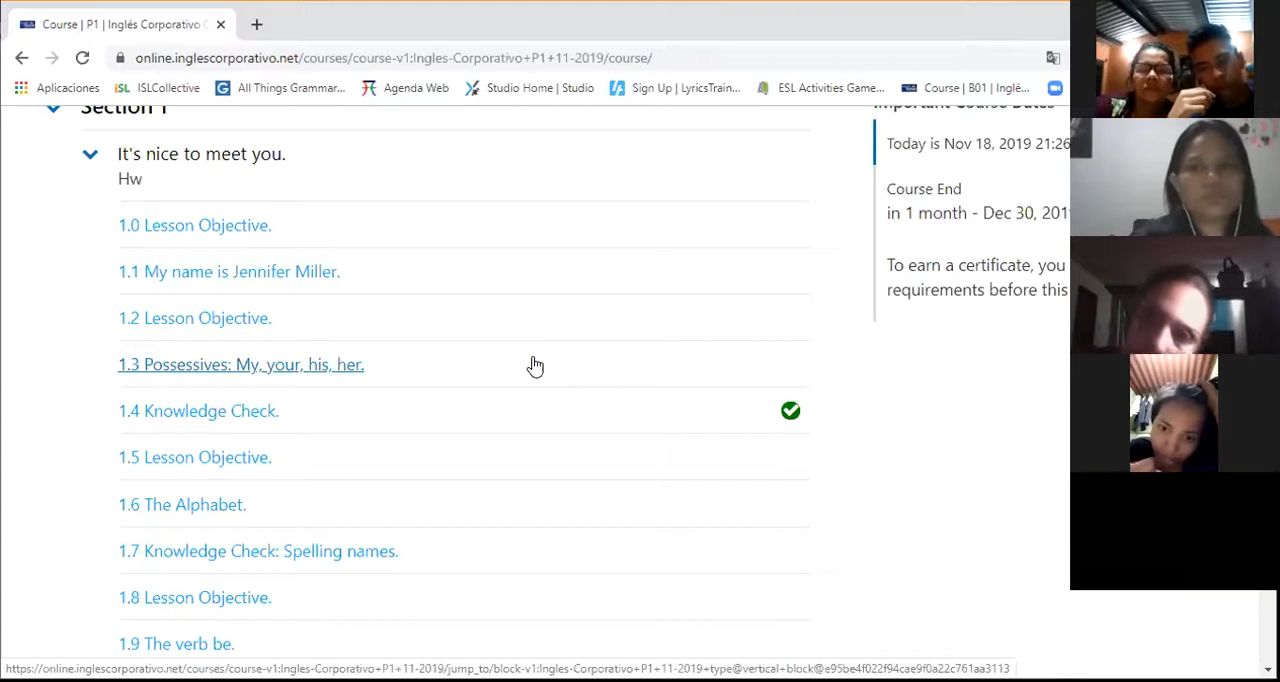 Course | P1 | Inglés Corporativo
online.inglescorporativo.net/courses/course-v1:Ingles-Corporativo+P1+11-2019/course/
Aplicaciones ISLCollective All Things Grammar... Agenda Web Studio Home | Studio Sign Up | LyricsTrain... ESL Activities Game... Course | B01 | Inglé...
Section 1
Important Course Dates
It's nice to meet you.
Hw
Today is Nov 18, 2019 21:26
Course End
in 1 month - Dec 30, 201
To earn a certificate, you
requirements before this
1.0 Lesson Objective.
1.1 My name is Jennifer Miller.
1.2 Lesson Objective.
1.3 Possessives: My, your, his, her.
1.4 Knowledge Check.
1.5 Lesson Objective.
1.6 The Alphabet.
1.7 Knowledge Check: Spelling names.
1.8 Lesson Objective.
1.9 The verb be.
https://online.inglescorporativo.net/courses/course-v1:Ingles-Corporativo+P1+11-2019/jump_to/block-v1:Ingles-Corporativo+P1+11-2019+type@vertical+block@e95be4f022f94cae9f0a22c761aa3113